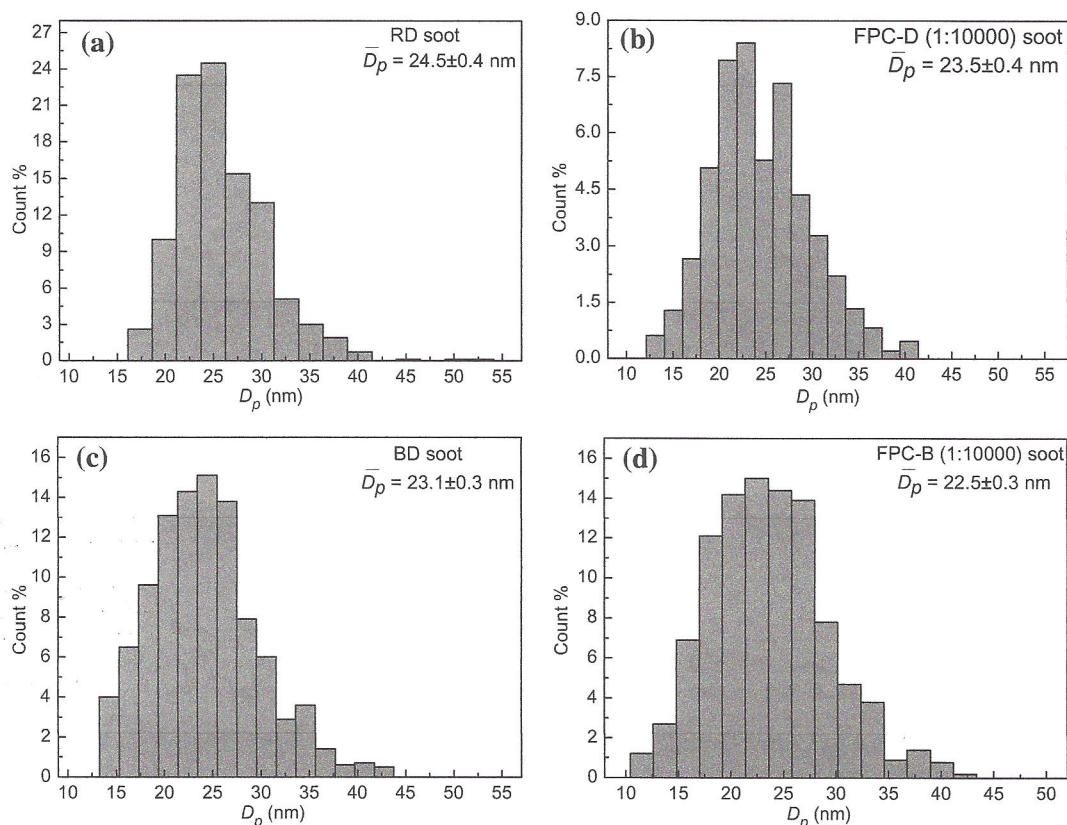 (a)
RD soot
D̅p = 24.5±0.4 nm
Count %
27
24
21
18
15
12
9
6
3
0
10 15 20 25 30 35 40 45 50 55
Dp (nm)
(b)
FPC-D (1:10000) soot
D̅p = 23.5±0.4 nm
Count %
9.0
7.5
6.0
4.5
3.0
1.5
0.0
10 15 20 25 30 35 40 45 50 55
Dp (nm)
(c)
BD soot
D̅p = 23.1±0.3 nm
Count %
16
14
12
10
8
6
4
2
0
10 15 20 25 30 35 40 45 50 55
Dp (nm)
(d)
FPC-B (1:10000) soot
D̅p = 22.5±0.3 nm
Count %
16
14
12
10
8
6
4
2
0
10 15 20 25 30 35 40 45 50
Dp (nm)